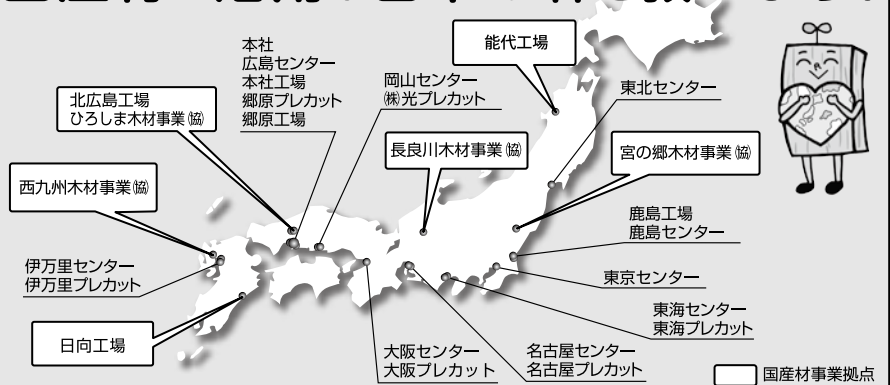 本社
広島センター
本社工場
郷原プレカット
郷原工場
能代工場
岡山センター
㈱光プレカット
東北センター
北広島工場
ひろしま木材事業㈿
長良川木材事業㈿
宮の郷木材事業㈿
西九州木材事業㈿
鹿島工場
鹿島センター
伊万里センター
伊万里プレカット
東京センター
東海センター
東海プレカット
日向工場
大阪センター
大阪プレカット
名古屋センター
名古屋プレカット
国産材事業拠点